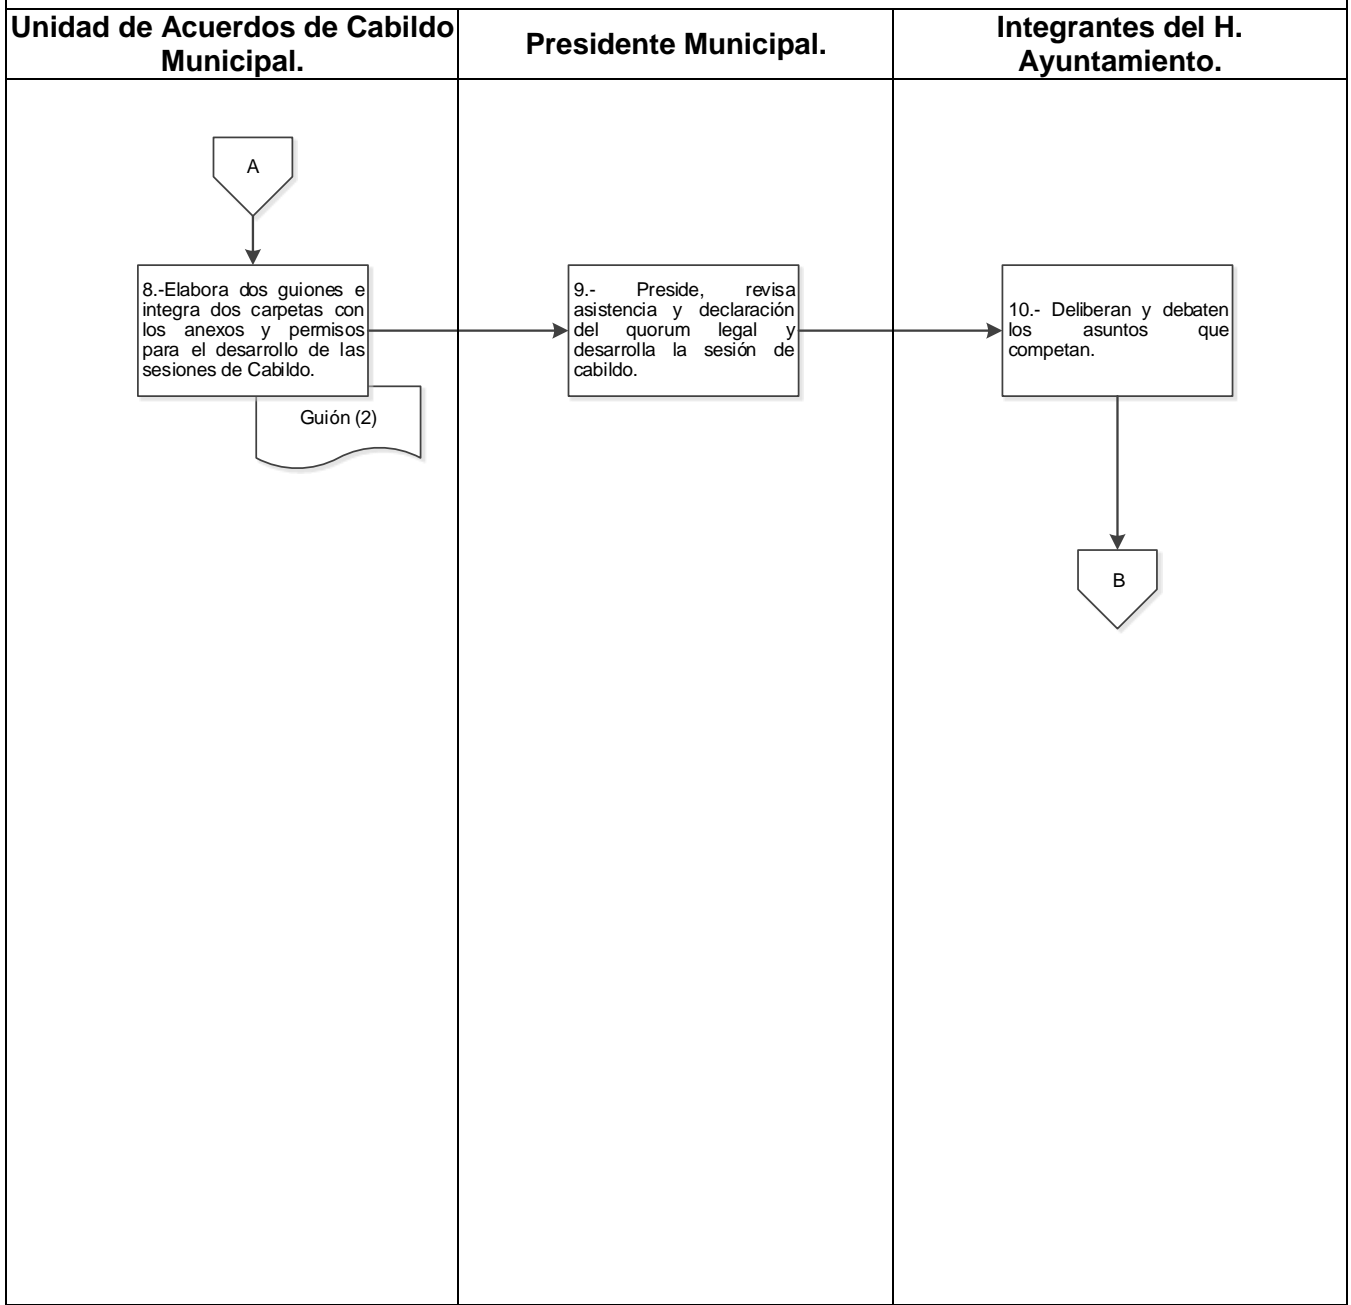 Unidad de Acuerdos de Cabildo
Municipal.
Presidente Municipal.
Integrantes del H.
Ayuntamiento.
A
8.-Elabora dos guiones e
integra dos carpetas con
los anexos y permisos
para el desarrollo de las
sesiones de Cabildo.
Guión (2)
9.- Preside, revisa
asistencia y declaración
del quorum legal y
desarrolla la sesión de
cabildo.
10.- Deliberan y debaten
los asuntos que
competan.
B